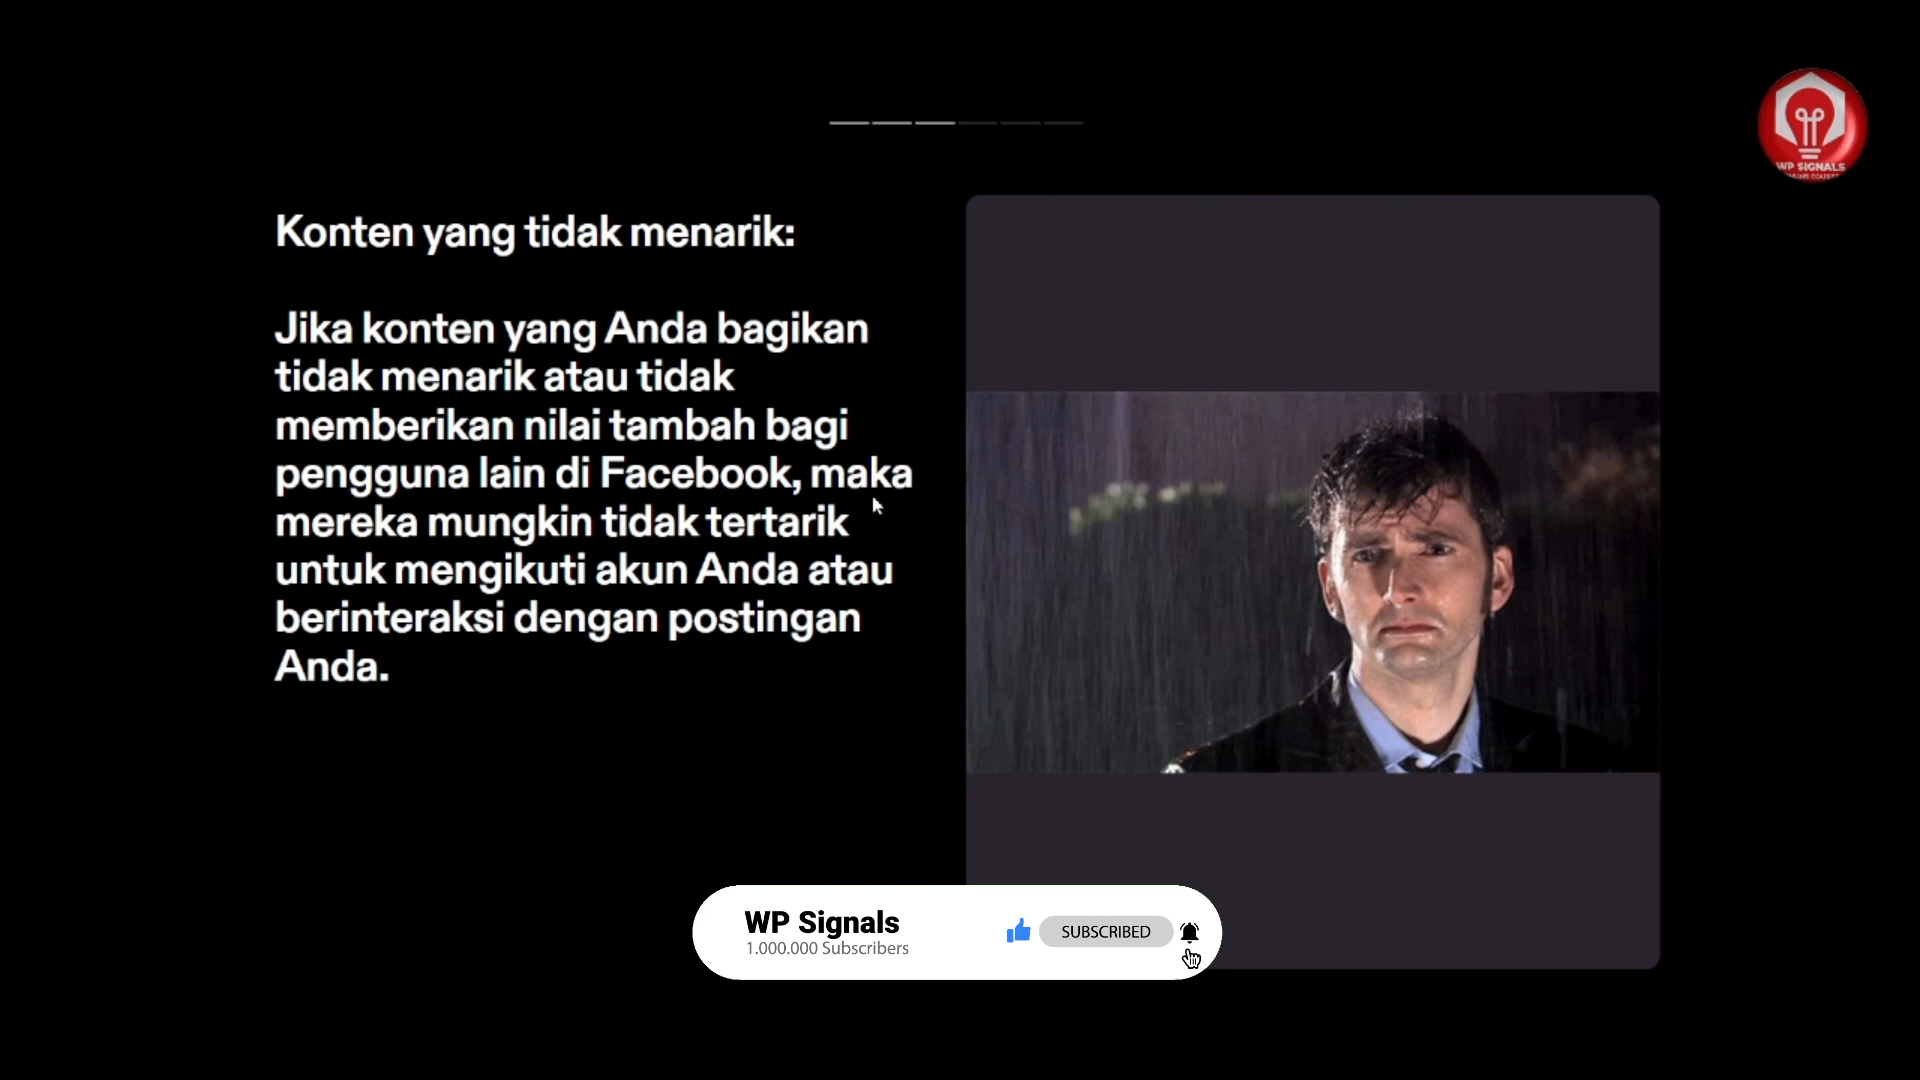 WP SIGNALS
Konten yang tidak menarik:
Jika konten yang Anda bagikan
tidak menarik atau tidak
memberikan nilai tambah bagi
pengguna lain di Facebook, maka
mereka mungkin tidak tertarik
untuk mengikuti akun Anda atau
berinteraksi dengan postingan
Anda.
WP Signals
1.000.000 Subscribers
SUBSCRIBED